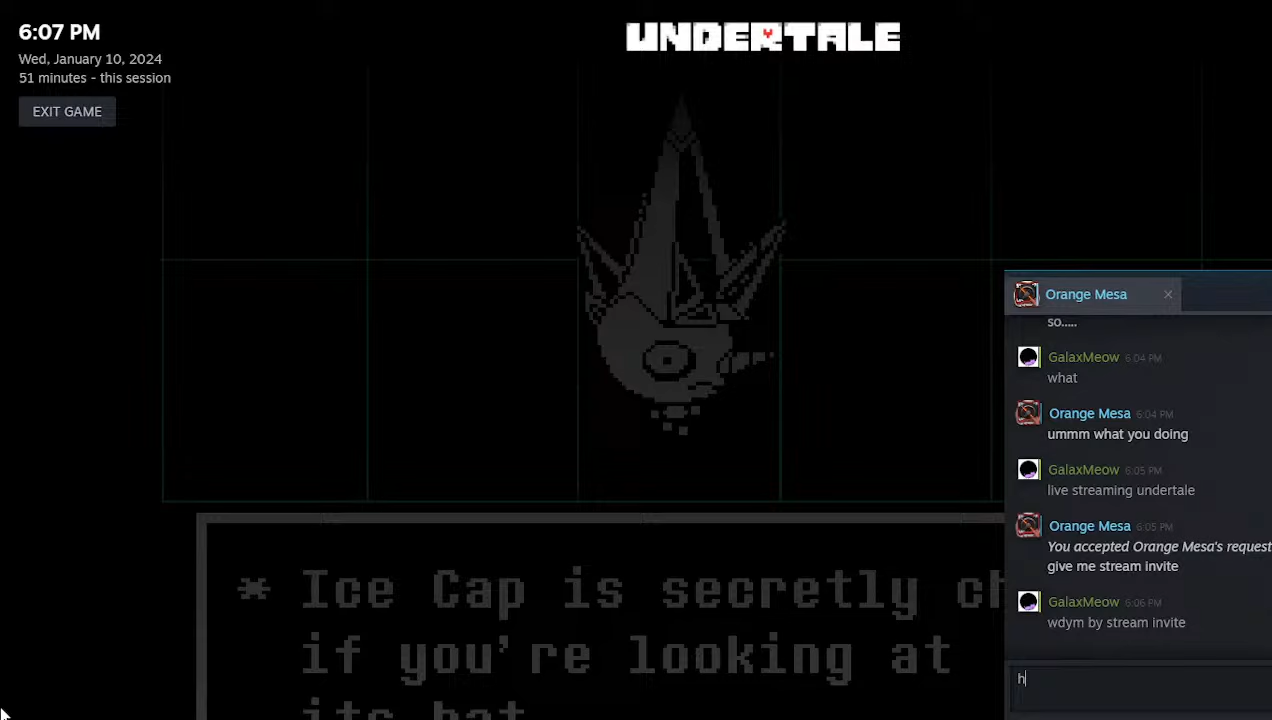 6:07 PM
Wed, January 10, 2024
51 minutes - this session
EXIT GAME
UNDERTALE
Orange Mesa
so.....
GalaxMeow 6:04 PM
what
Orange Mesa 6:04 PM
ummm what you doing
GalaxMeow 6:05 PM
live streaming undertale
Orange Mesa 6:05 PM
You accepted Orange Mesa's request
give me stream invite
GalaxMeow 6:06 PM
wdym by stream invite
h
* Ice Cap is secretly ch
if you're looking at
its hat